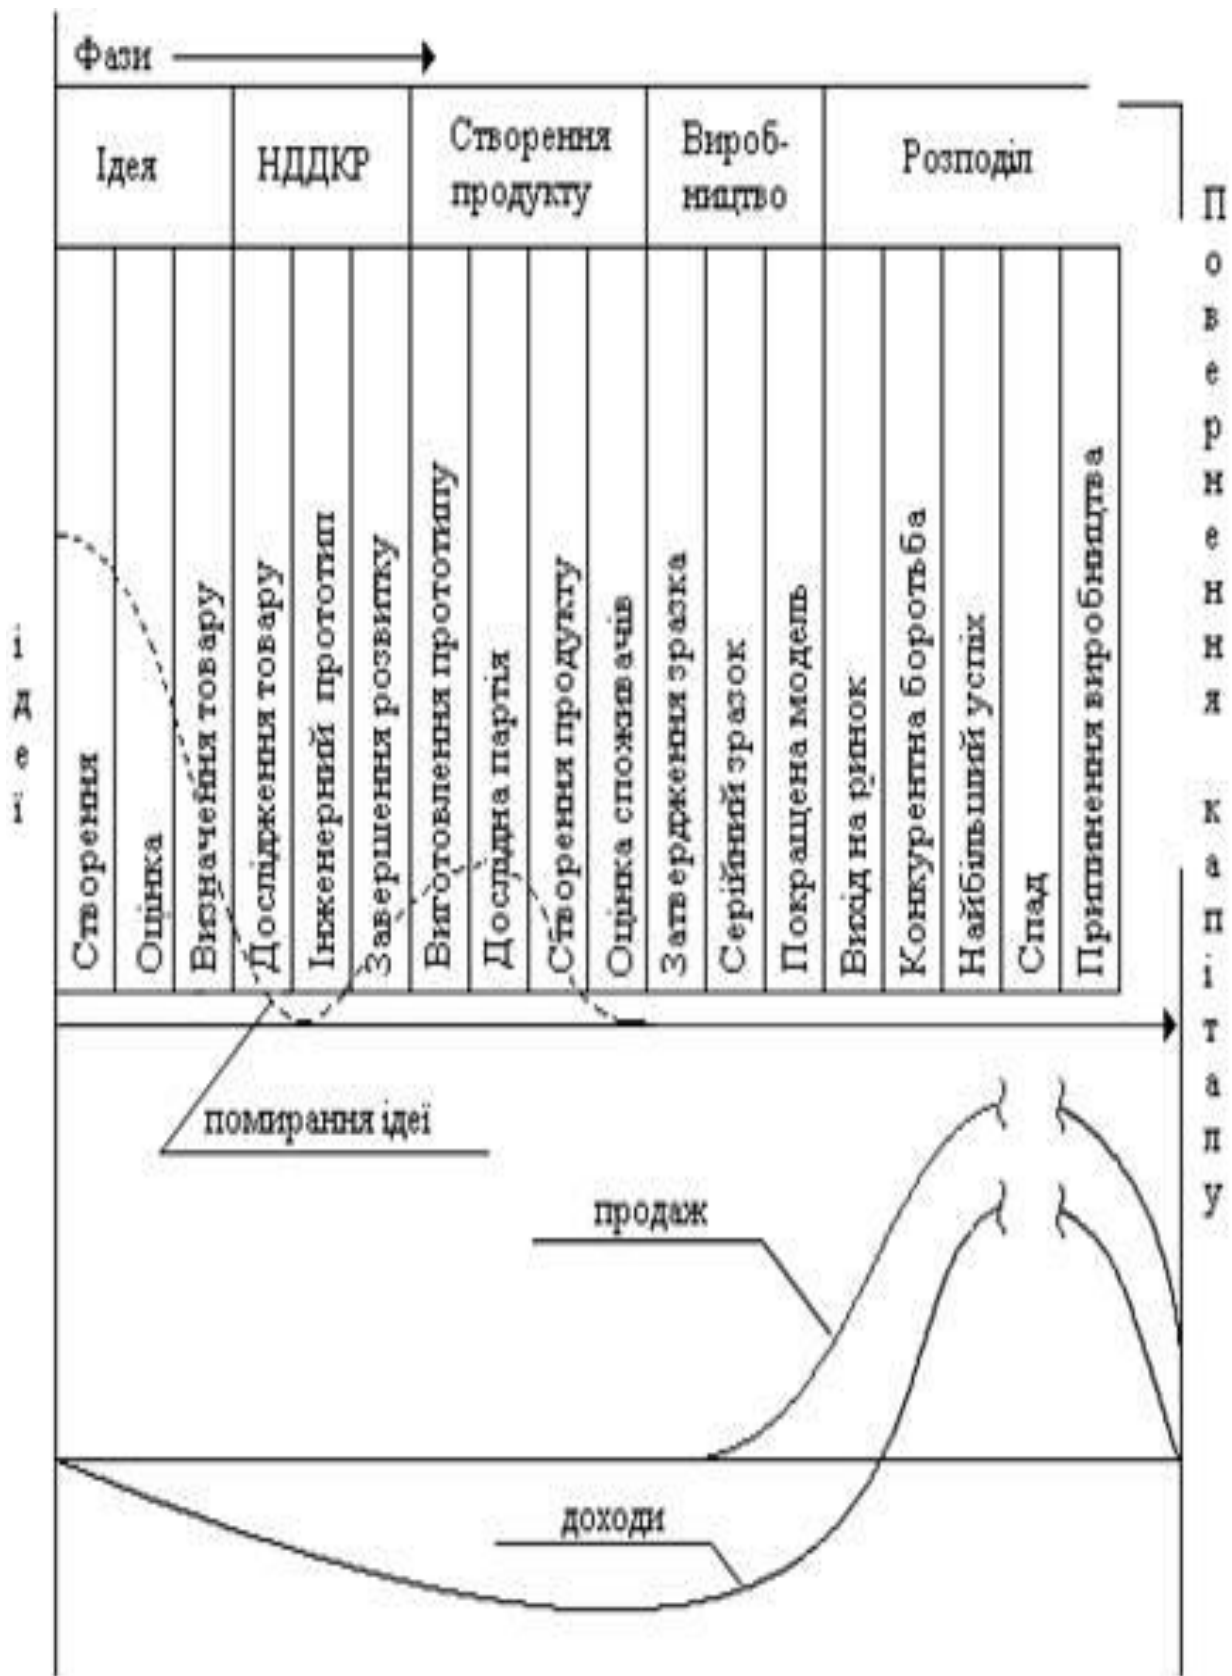 Фази
Ідея
НДДКР
Створення
продукту
Вироб-
ництво
Розподіл
Створення
Оцінка
Визначення товару
Дослідження товару
Інженерний прототип
Завершення розвитку
Виготовлення прототипу
Дослідна партія
Створення продукту
Оцінка споживачів
Затвердження зразка
Серійний зразок
Покращена модель
Вихід на ринок
Конкурентна боротьба
Найбільший успіх
Спад
Припинення виробництва
ідеї
Повернення капіталу
помирання ідеї
продаж
доходи